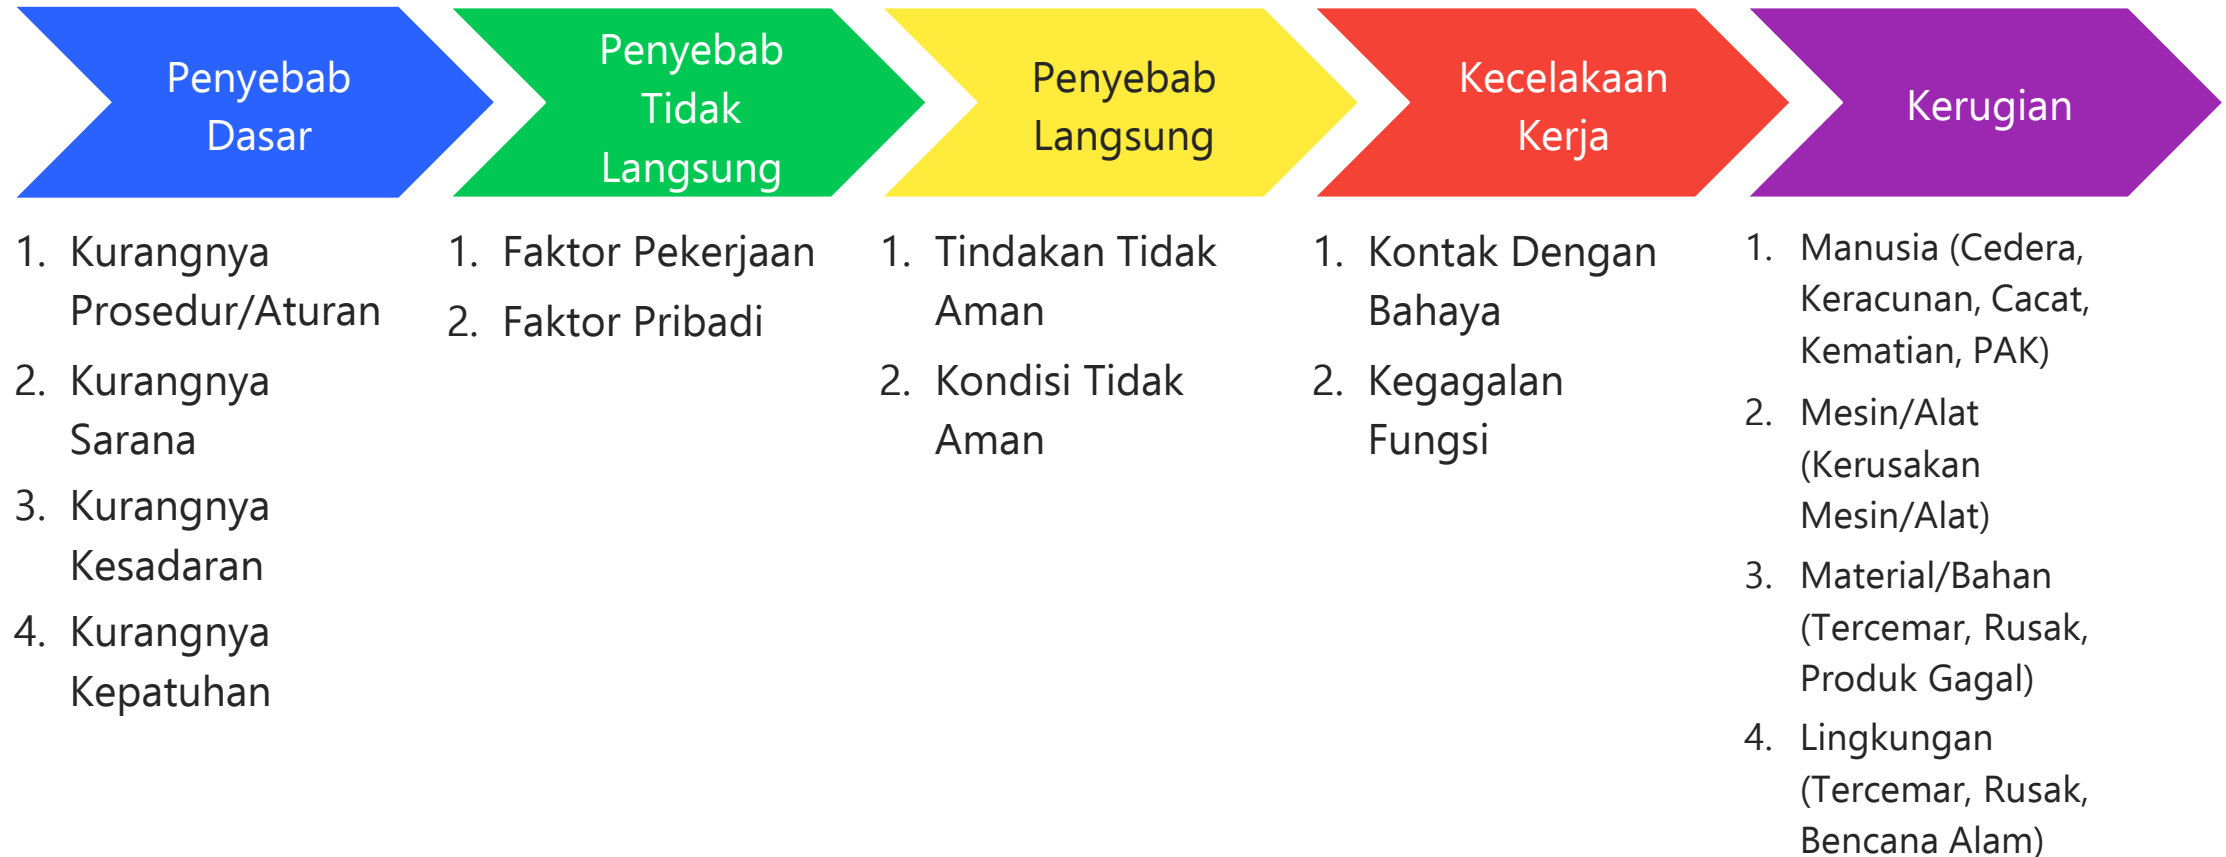 Penyebab
Dasar
Penyebab
Tidak
Langsung
Penyebab
Langsung
Kecelakaan
Kerja
Kerugian
1. Kurangnya
Prosedur/Aturan
2. Kurangnya
Sarana
3. Kurangnya
Kesadaran
4. Kurangnya
Kepatuhan
1. Faktor Pekerjaan
2. Faktor Pribadi
1. Tindakan Tidak
Aman
2. Kondisi Tidak
Aman
1. Kontak Dengan
Bahaya
2. Kegagalan
Fungsi
1. Manusia (Cedera,
Keracunan, Cacat,
Kematian, PAK)
2. Mesin/Alat
(Kerusakan
Mesin/Alat)
3. Material/Bahan
(Tercemar, Rusak,
Produk Gagal)
4. Lingkungan
(Tercemar, Rusak,
Bencana Alam)